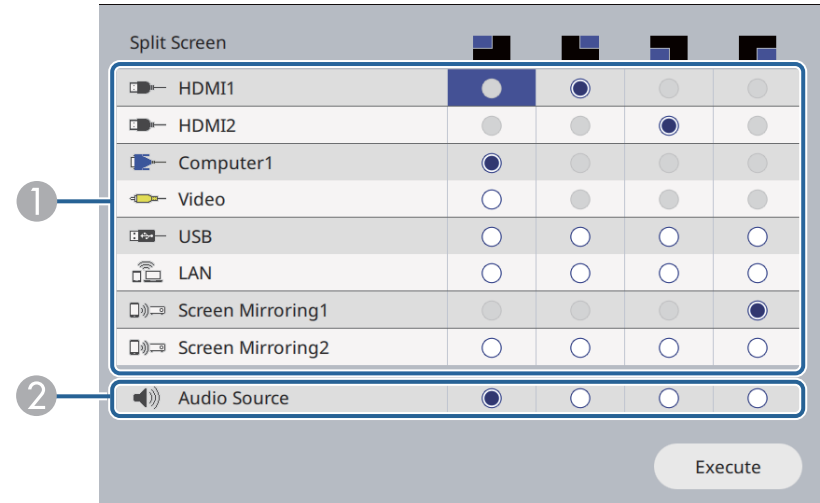 Split Screen
HDMI1
HDMI2
Computer1
1
Video
USB
LAN
Screen Mirroring1
Screen Mirroring2
2
Audio Source
Execute